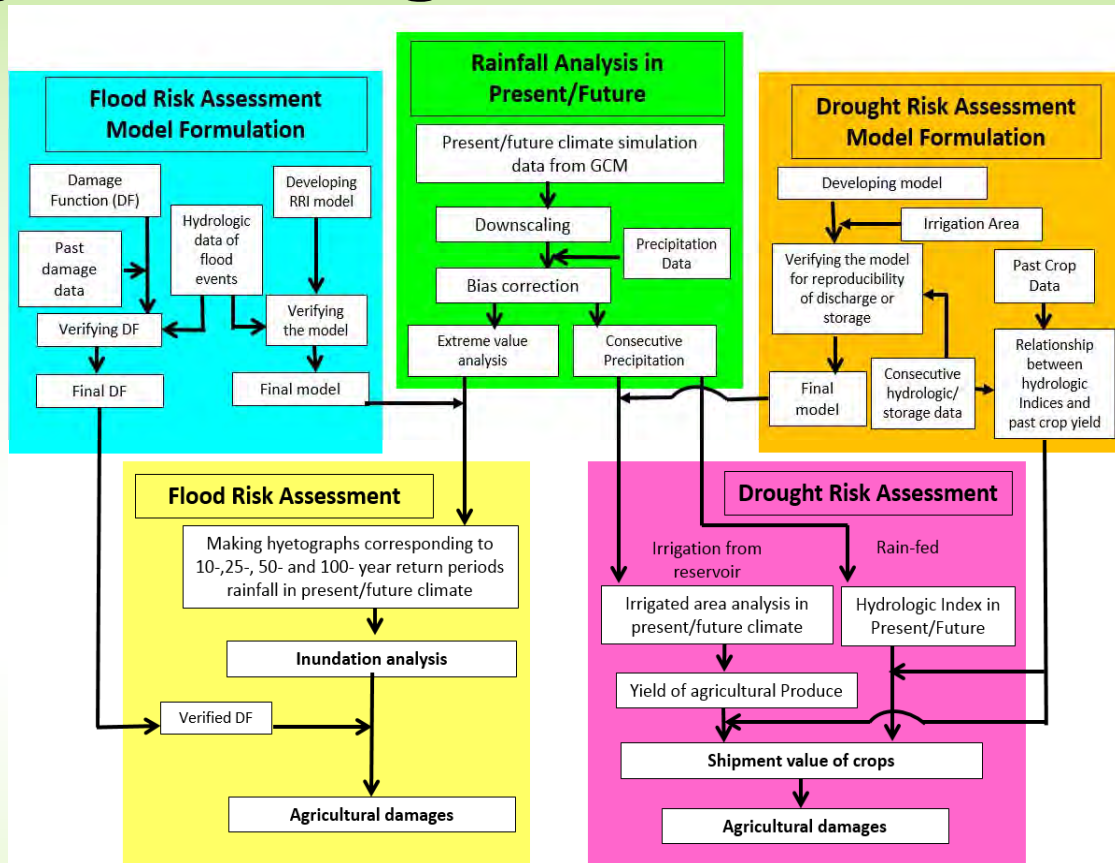 Flood Risk Assessment
Model Formulation
Damage
Function (DF)
Developing
RRI model
Past
damage
data
Hydrologic
data of
flood
events
Verifying DF
Verifying
the model
Final DF
Final model
Rainfall Analysis in
Present/Future
Present/future climate simulation
data from GCM
Downscaling
Precipitation
Data
Bias correction
Extreme value
analysis
Consecutive
Precipitation
Drought Risk Assessment
Model Formulation
Developing model
Irrigation Area
Verifying the model
for reproducibility
of discharge or
storage
Past Crop
Data
Final
model
Consecutive
hydrologic/
storage data
Relationship
between
hydrologic
Indices and
past crop yield
Flood Risk Assessment
Making hyetographs corresponding to
10-,25-, 50- and 100- year return periods
rainfall in present/future climate
Inundation analysis
Verified DF
Agricultural damages
Drought Risk Assessment
Irrigation from
reservoir
Rain-fed
Irrigated area analysis in
present/future climate
Hydrologic Index in
Present/Future
Yield of agricultural Produce
Shipment value of crops
Agricultural damages